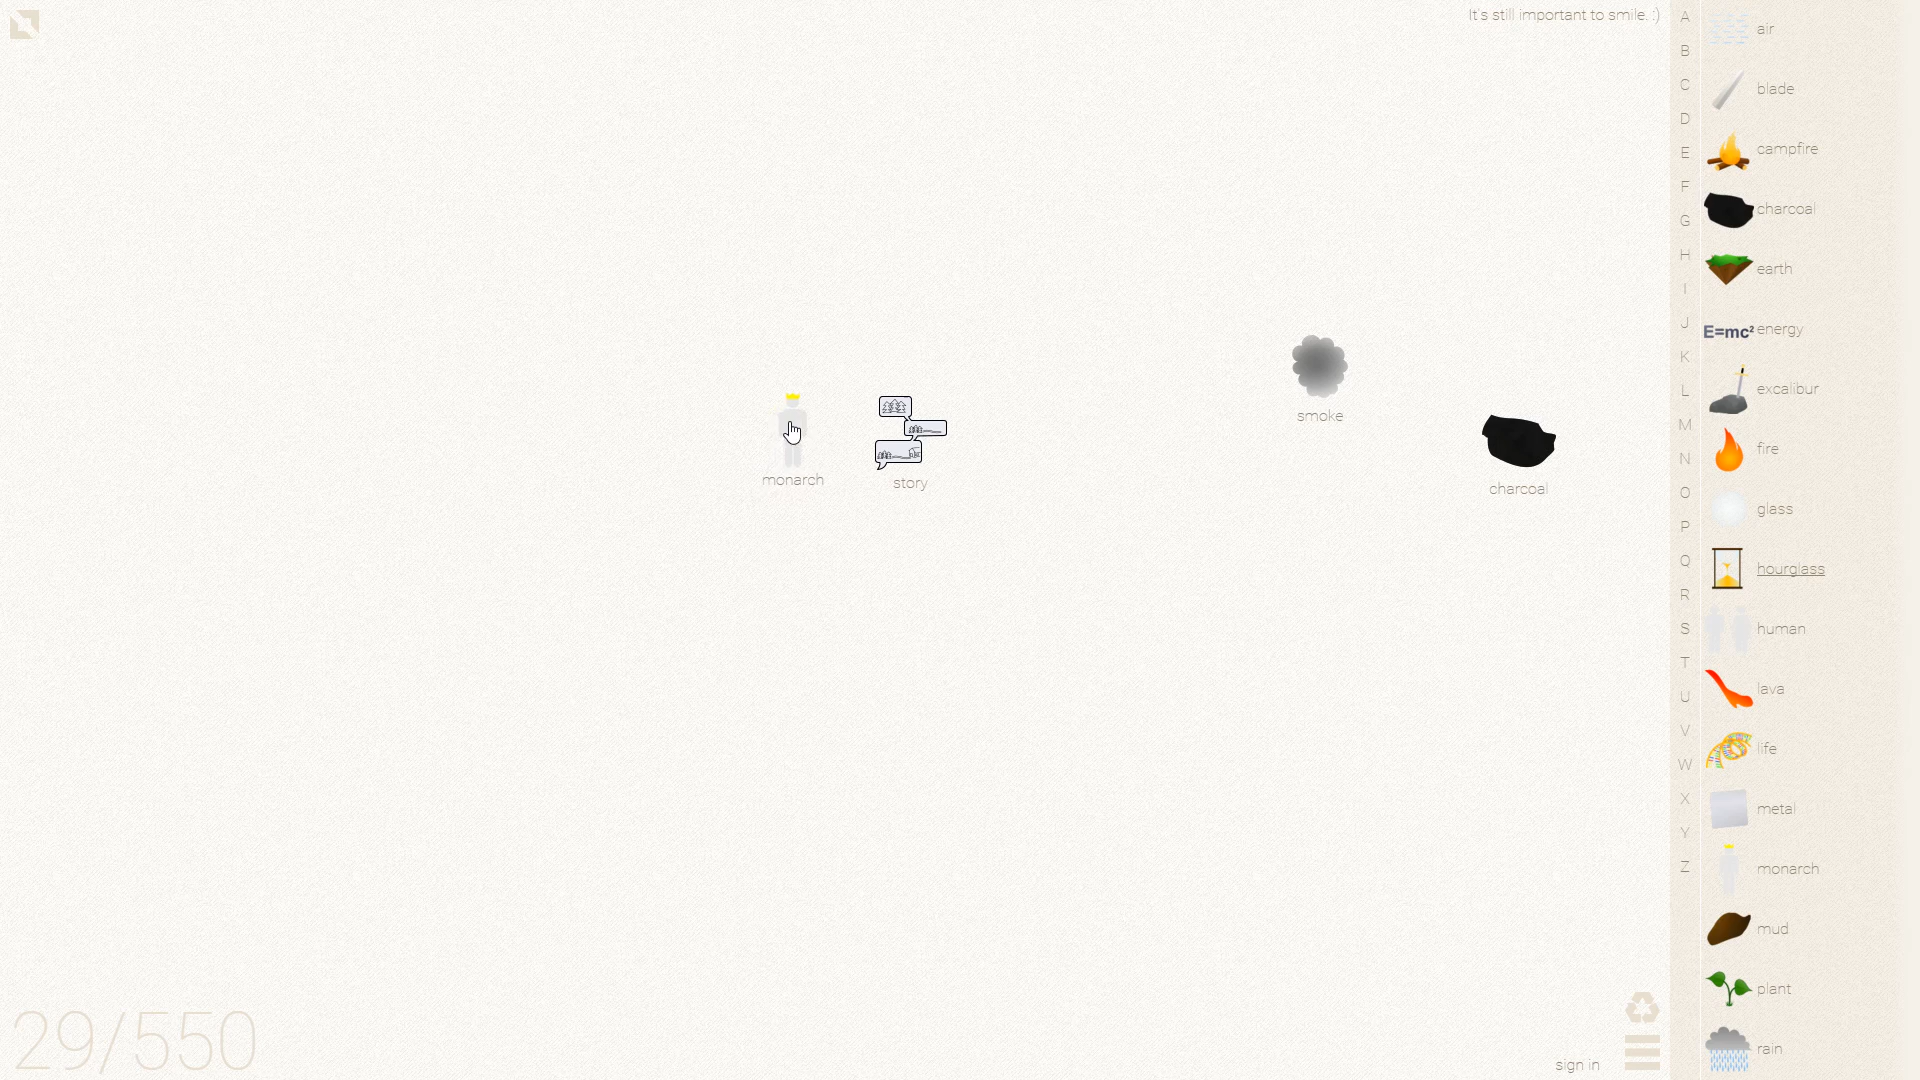 It's still important to smile. :)
monarch
story
smoke
charcoal
29/550
sign in
A
B
C
D
E
F
G
H
I
J
K
L
M
N
O
P
Q
R
S
T
U
V
W
X
Y
Z
air
blade
campfire
charcoal
earth
E=mc² energy
excalibur
fire
glass
hourglass
human
lava
life
metal
monarch
mud
plant
rain